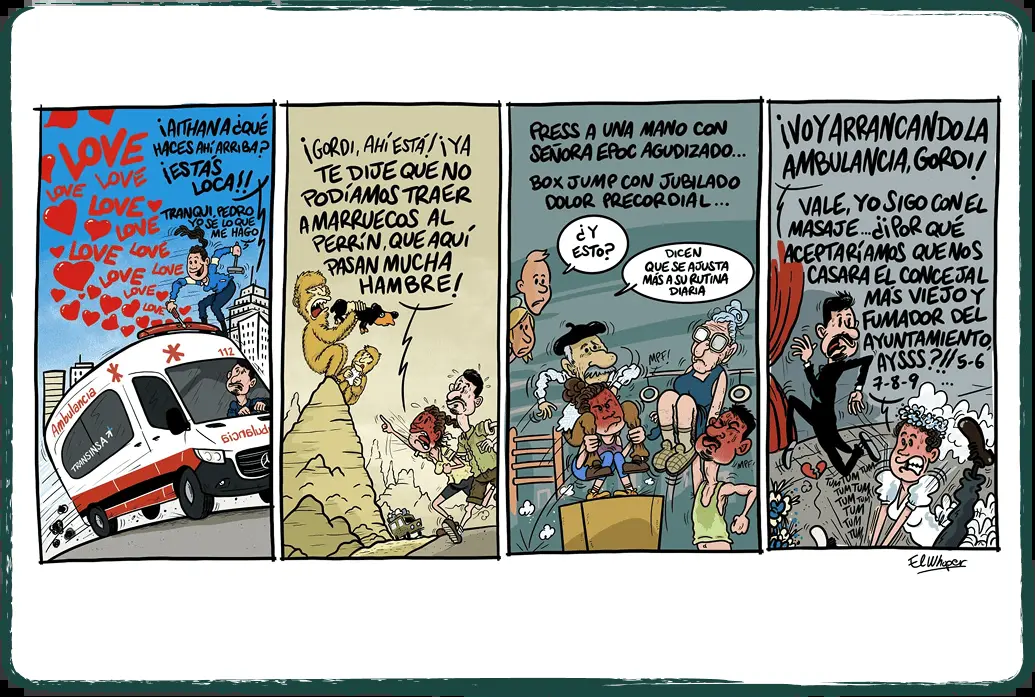 ¡AITHANA ¿QUÉ
HACES AHÍ ARRIBA?
¡ESTÁS
LOCA!!
TRANQUI, PEDRO
YO SÉ LO QUE
ME HAGO
LOVE
LOVE
LOVE
LOVE
LOVE
LOVE
LOVE
LOVE
LOVE
LOVE
LOVE
112
Ambulancia
TRANSINSA
Ambulancia
¡GORDI, AHÍ ESTÁ! ¡YA
TE DIJE QUE NO
PODÍAMOS TRAER
A MARRUECOS AL
PERRÍN, QUE AQUÍ
PASAN MUCHA
HAMBRE!
PRESS A UNA MANO CON
SEÑORA EPOC AGUDIZADO...
BOX JUMP CON JUBILADO
DOLOR PRECORDIAL...
¿Y
ESTO?
DICEN
QUE SE AJUSTA
MÁS A SU RUTINA
DIARIA
MPF!
MPF!
¡VOY ARRANCANDO LA
AMBULANCIA, GORDI!
VALE, YO SIGO CON EL
MASAJE...¿¡POR QUÉ
ACEPTARÍAMOS QUE NOS
CASARA EL CONCEJAL
MÁS VIEJO Y
FUMADOR DEL
AYUNTAMIENTO,
AYSSS?!! 5-6
7-8-9 ...
TUM TUM
TUM TUM
TUM TUM
TUM
TUM
TUM
El Whaper